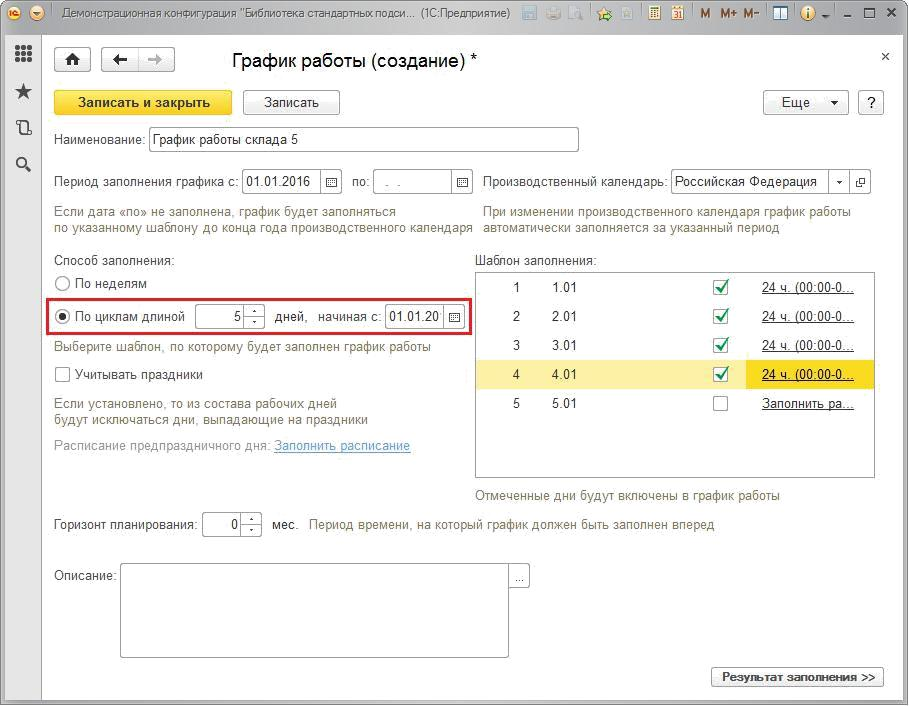 Демонстрационная конфигурация "Библиотека стандартных подси... (1С:Предприятие)
M M+ M-
График работы (создание) *
Записать и закрыть Записать Еще ?
Наименование: График работы склада 5
Период заполнения графика с: 01.01.2016 по: . . Производственный календарь: Российская Федерация
Если дата «по» не заполнена, график будет заполняться
по указанному шаблону до конца года производственного календаря
При изменении производственного календаря график работы
автоматически заполняется за указанный период
Способ заполнения:
По неделям
По циклам длиной 5 дней, начиная с: 01.01.20
Выберите шаблон, по которому будет заполнен график работы
Учитывать праздники
Если установлено, то из состава рабочих дней
будут исключаться дни, выпадающие на праздники
Расписание предпраздничного дня: Заполнить расписание
Шаблон заполнения:
1 1.01 24 ч. (00:00-0...
2 2.01 24 ч. (00:00-0...
3 3.01 24 ч. (00:00-0...
4 4.01 24 ч. (00:00-0...
5 5.01 Заполнить ра...
Отмеченные дни будут включены в график работы
Горизонт планирования: 0 мес. Период времени, на который график должен быть заполнен вперед
Описание: ...
Результат заполнения >>